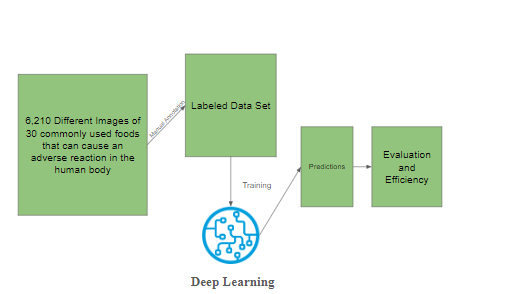 6,210 Different Images of
30 commonly used foods
that can cause an
adverse reaction in the
human body
Manual Annotation
Labeled Data Set
Training
Deep Learning
Predictions
Evaluation
and
Efficiency